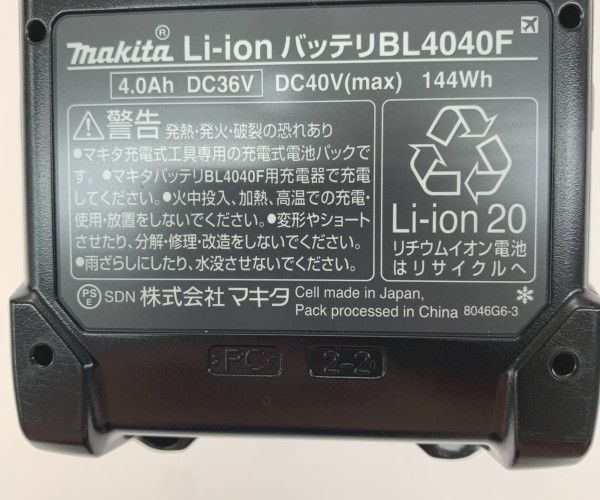 makita® Li-ion バッテリBL4040F
4.0Ah DC36V DC40V(max) 144Wh
警告 発熱・発火・破裂の恐れあり
●マキタ充電式工具専用の充電式電池パックで
す。●マキタバッテリBL4040F用充電器で充電
してください。●火中投入、加熱、高温での充電・
使用・放置をしないでください。●変形やショート
させたり、分解・修理・改造をしないでください。
●雨ざらしにしたり、水没させないでください。
Li-ion 20
リチウムイオン電池
はリサイクルへ
PS
E
SDN 株式会社 マキタ
Cell made in Japan,
Pack processed in China 8046G6-3
>PC< 2-2